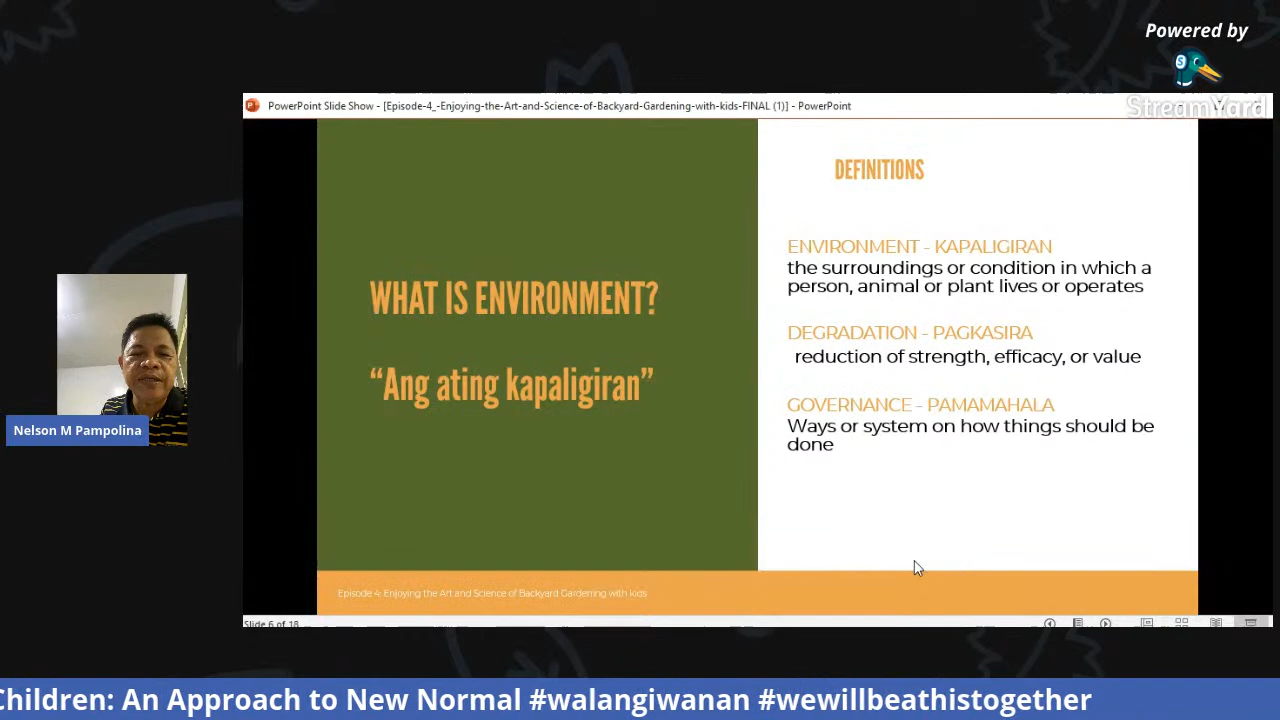 Powered by
StreamYard
PowerPoint Slide Show - [Episode-4_-Enjoying-the-Art-and-Science-of-Backyard-Gardening-with-kids-FINAL (1)] - PowerPoint
WHAT IS ENVIRONMENT?
“Ang ating kapaligiran”
DEFINITIONS
ENVIRONMENT - KAPALIGIRAN
the surroundings or condition in which a
person, animal or plant lives or operates
DEGRADATION - PAGKASIRA
reduction of strength, efficacy, or value
GOVERNANCE - PAMAMAHALA
Ways or system on how things should be
done
Episode 4: Enjoying the Art and Science of Backyard Gardening with kids
Slide 6 of 18
Nelson M Pampolina
Children: An Approach to New Normal #walangiwanan #wewillbeathistogether